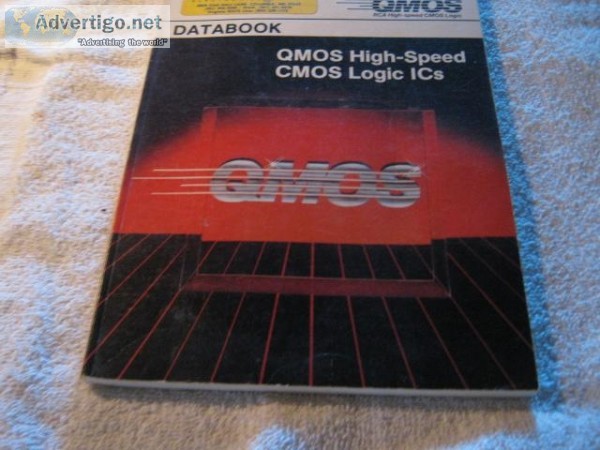 Advertigo.net
"Advertising the world"
QMOS
RCA High-speed CMOS Logic
DATABOOK
QMOS High-Speed
CMOS Logic ICs
QMOS